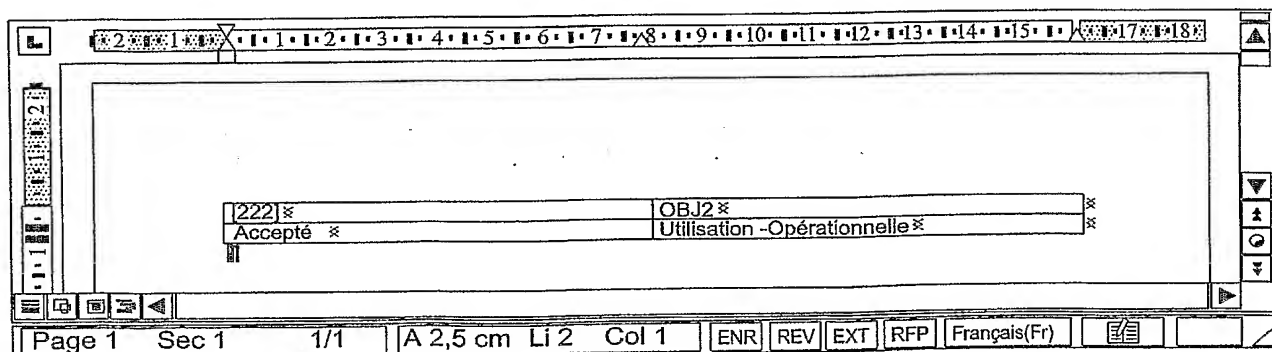 2 1 1 2 3 4 5 6 7 8 9 10 11 12 13 14 15 17 18
2 1 1
[222] OBJ2
Accepté Utilisation -Opérationnelle
Page 1 Sec 1 1/1 A 2,5 cm Li 2 Col 1 ENR REV EXT RFP Français(Fr)